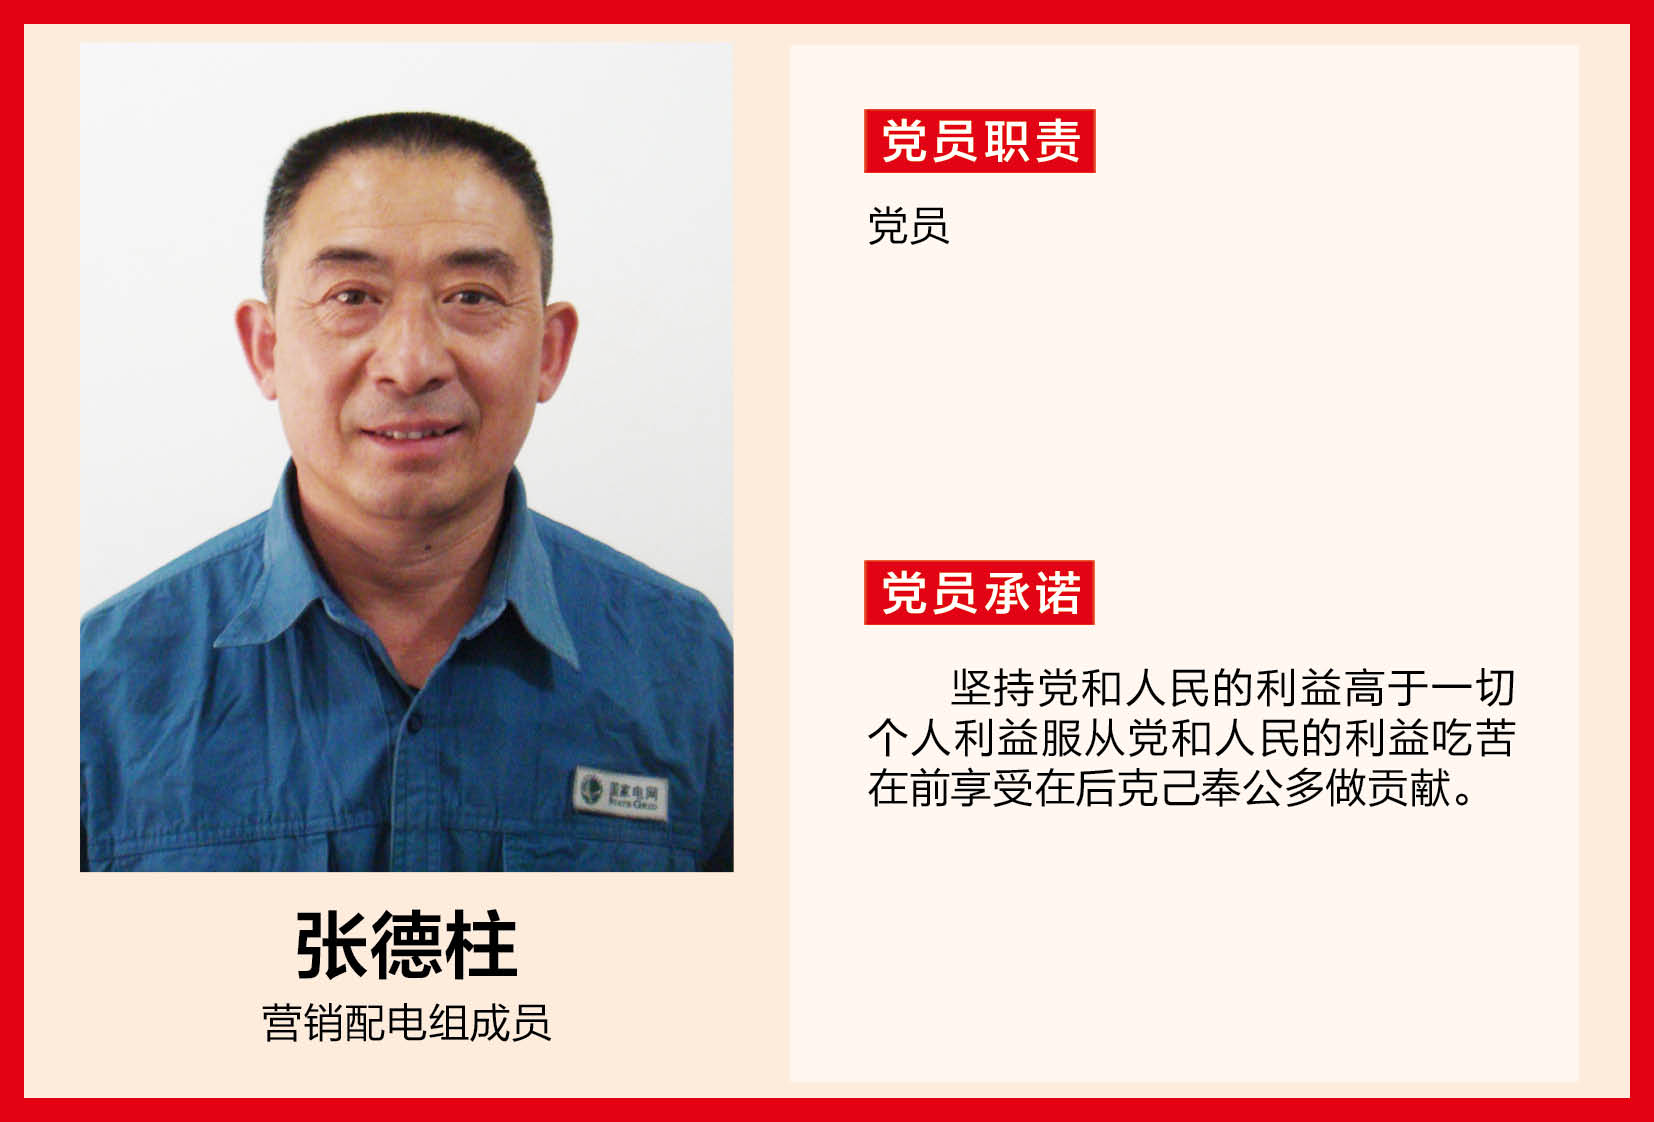 国家电网
STATE GRID
张德柱
营销配电组成员
党员职责
党员
党员承诺
坚持党和人民的利益高于一切
个人利益服从党和人民的利益吃苦
在前享受在后克己奉公多做贡献。